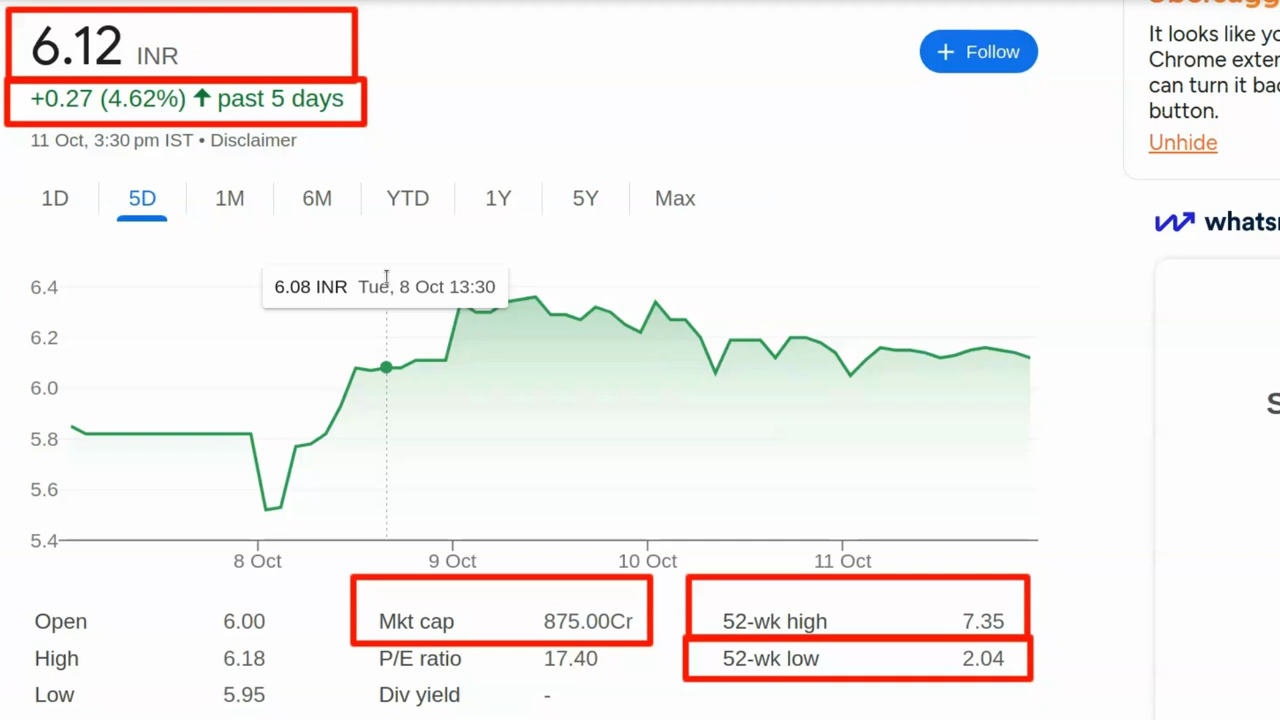 6.12 INR
+ Follow
+0.27 (4.62%) ↑ past 5 days
11 Oct, 3:30 pm IST • Disclaimer
1D 5D 1M 6M YTD 1Y 5Y Max
6.08 INR Tue, 8 Oct 13:30
6.4
6.2
6.0
5.8
5.6
5.4
8 Oct 9 Oct 10 Oct 11 Oct
Open 6.00 Mkt cap 875.00Cr 52-wk high 7.35
High 6.18 P/E ratio 17.40 52-wk low 2.04
Low 5.95 Div yield -
It looks like
Chrome
can turn it
button.
Unhide